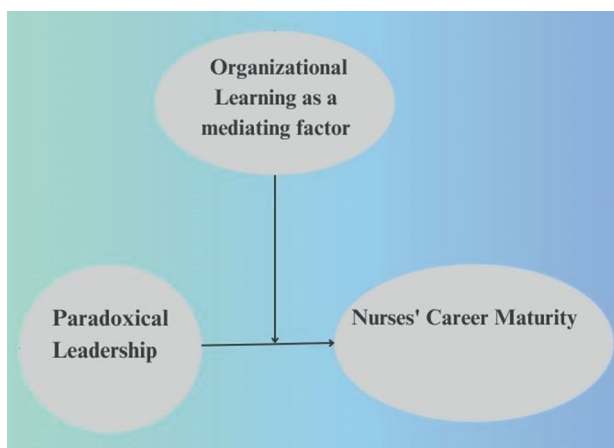 Organizational
Learning as a
mediating factor
Paradoxical
Leadership
Nurses' Career Maturity